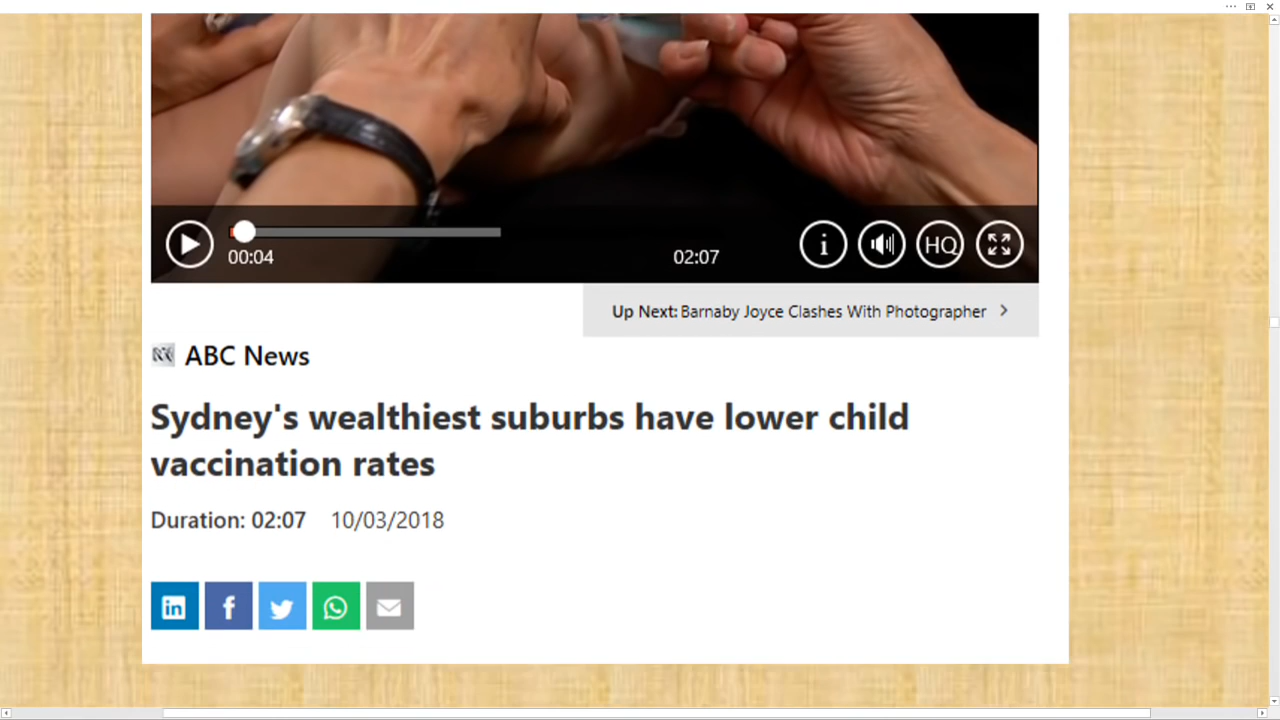 00:04
02:07
HQ
Up Next: Barnaby Joyce Clashes With Photographer
ABC News
Sydney's wealthiest suburbs have lower child
vaccination rates
Duration: 02:07 10/03/2018